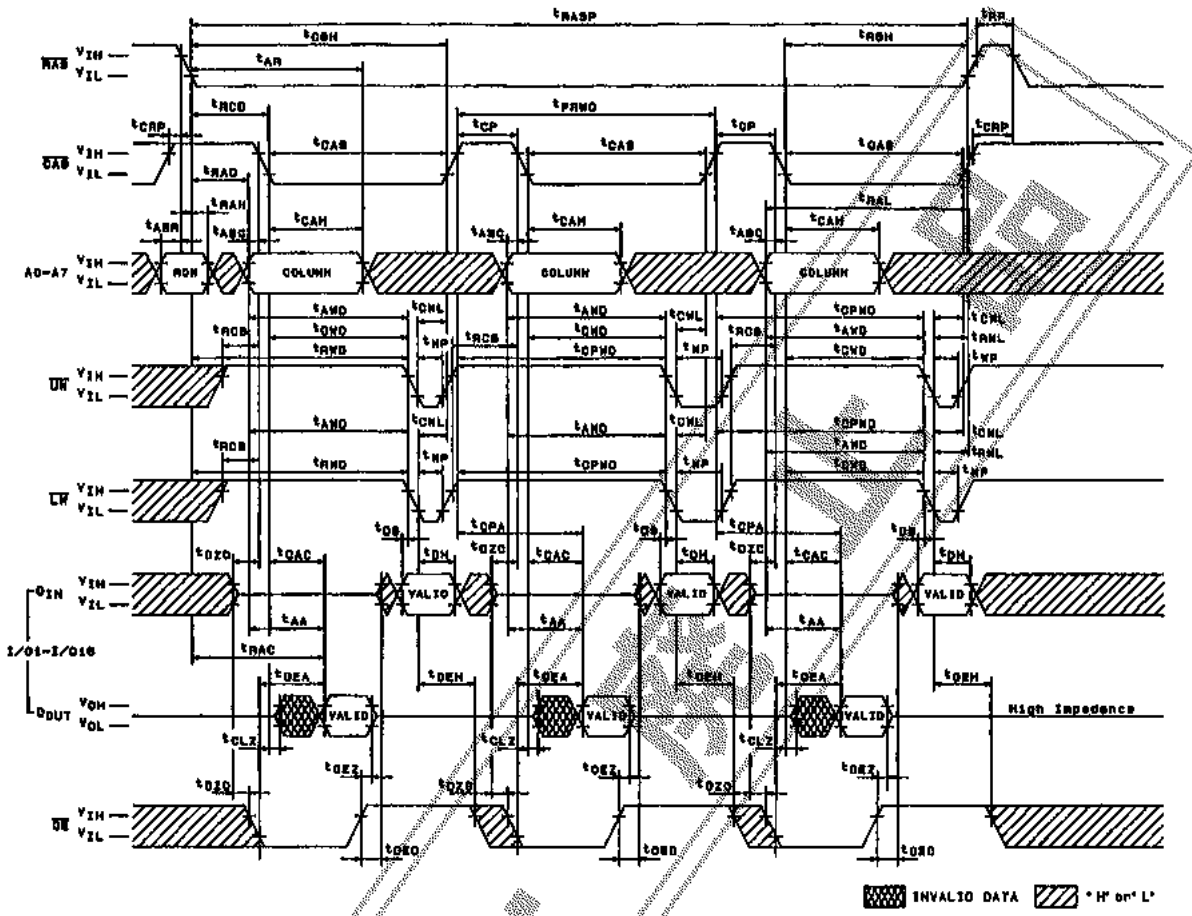 tRASP
tRP
tCSH
tRSH
tAR
RAS
VIH
VIL
tRCD
tPRWD
tCRP
tCP
tCP
tCRP
CAS
VIH
VIL
tCAS
tCAS
tCAS
tRAD
tRAL
tRAH
tCAH
tCAH
tCAH
tASR
tASC
tASC
tASC
A0-A7
VIH
VIL
ROW
COLUMN
COLUMN
COLUMN
tAWD
tCWL
tAWD
tCWL
tCPWD
tCWL
tRCS
tCWD
tCWD
tRCS
tAWD
tRWL
tRWD
tWP
tRCS
tCPWD
tWP
tCWD
tWP
UW
VIH
VIL
tAWD
tCWL
tAWD
tCWL
tCPWD
tCWL
tRCS
tAWD
tRWL
tRWD
tWP
tCPWD
tWP
tCWD
tWP
LW
VIH
VIL
tDS
tCPA
tDS
tCPA
tDS
tDZC
tCAC
tDH
tDZC
tCAC
tDH
tDZC
tCAC
tDH
DIN
VIH
VIL
VALID
VALID
VALID
tAA
tAA
tAA
I/O1-I/O16
tRAC
tOEA
tOEH
tOEA
tOEH
tOEA
tOEH
DOUT
VOH
VOL
VALID
VALID
VALID
High Impedence
tCLZ
tCLZ
tCLZ
tOEZ
tOEZ
tOEZ
tDZO
tDZO
tDZO
OE
VIH
VIL
tOED
tOED
tOED
INVALID DATA
"H" or "L"